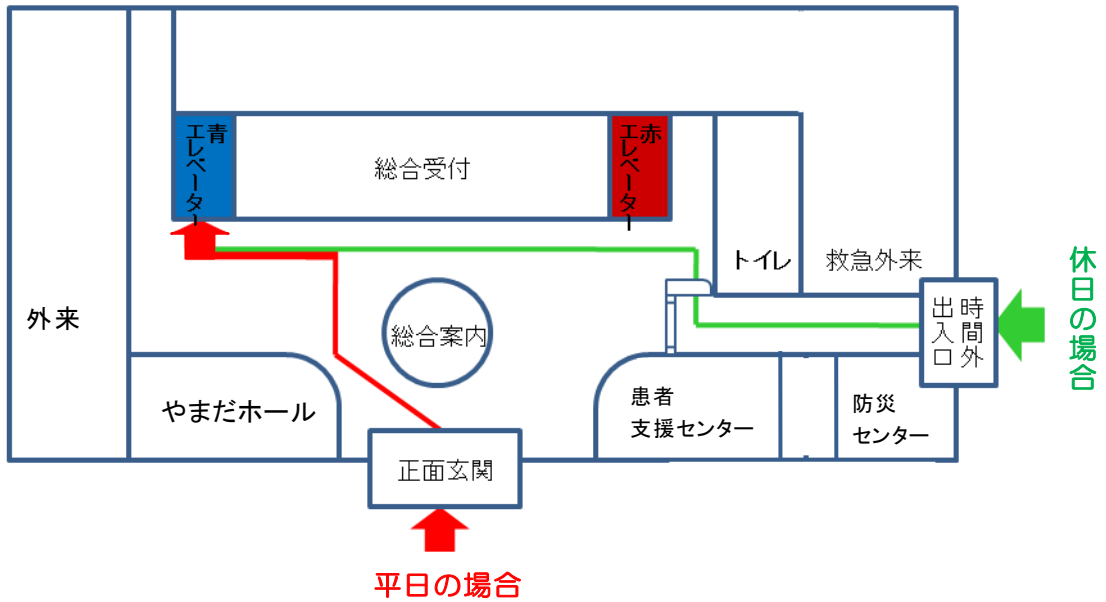 青
エレベーター
総合受付
赤
エレベーター
トイレ
救急外来
休日の場合
外来
総合案内
時間外
出入口
やまだホール
患者
支援センター
防災
センター
正面玄関
平日の場合